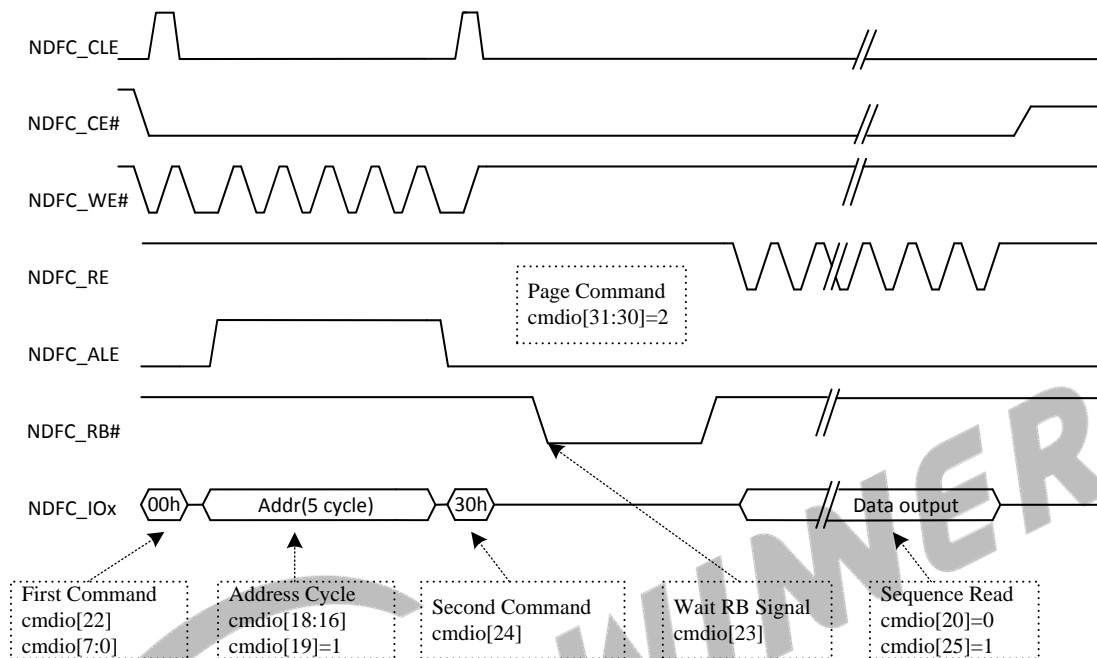 NDFC_CLE
NDFC_CE#
NDFC_WE#
NDFC_RE
Page Command
cmdio[31:30]=2
NDFC_ALE
NDFC_RB#
NDFC_IOx
00h
Addr(5 cycle)
30h
Data output
First Command
cmdio[22]
cmdio[7:0]
Address Cycle
cmdio[18:16]
cmdio[19]=1
Second Command
cmdio[24]
Wait RB Signal
cmdio[23]
Sequence Read
cmdio[20]=0
cmdio[25]=1
WINNER